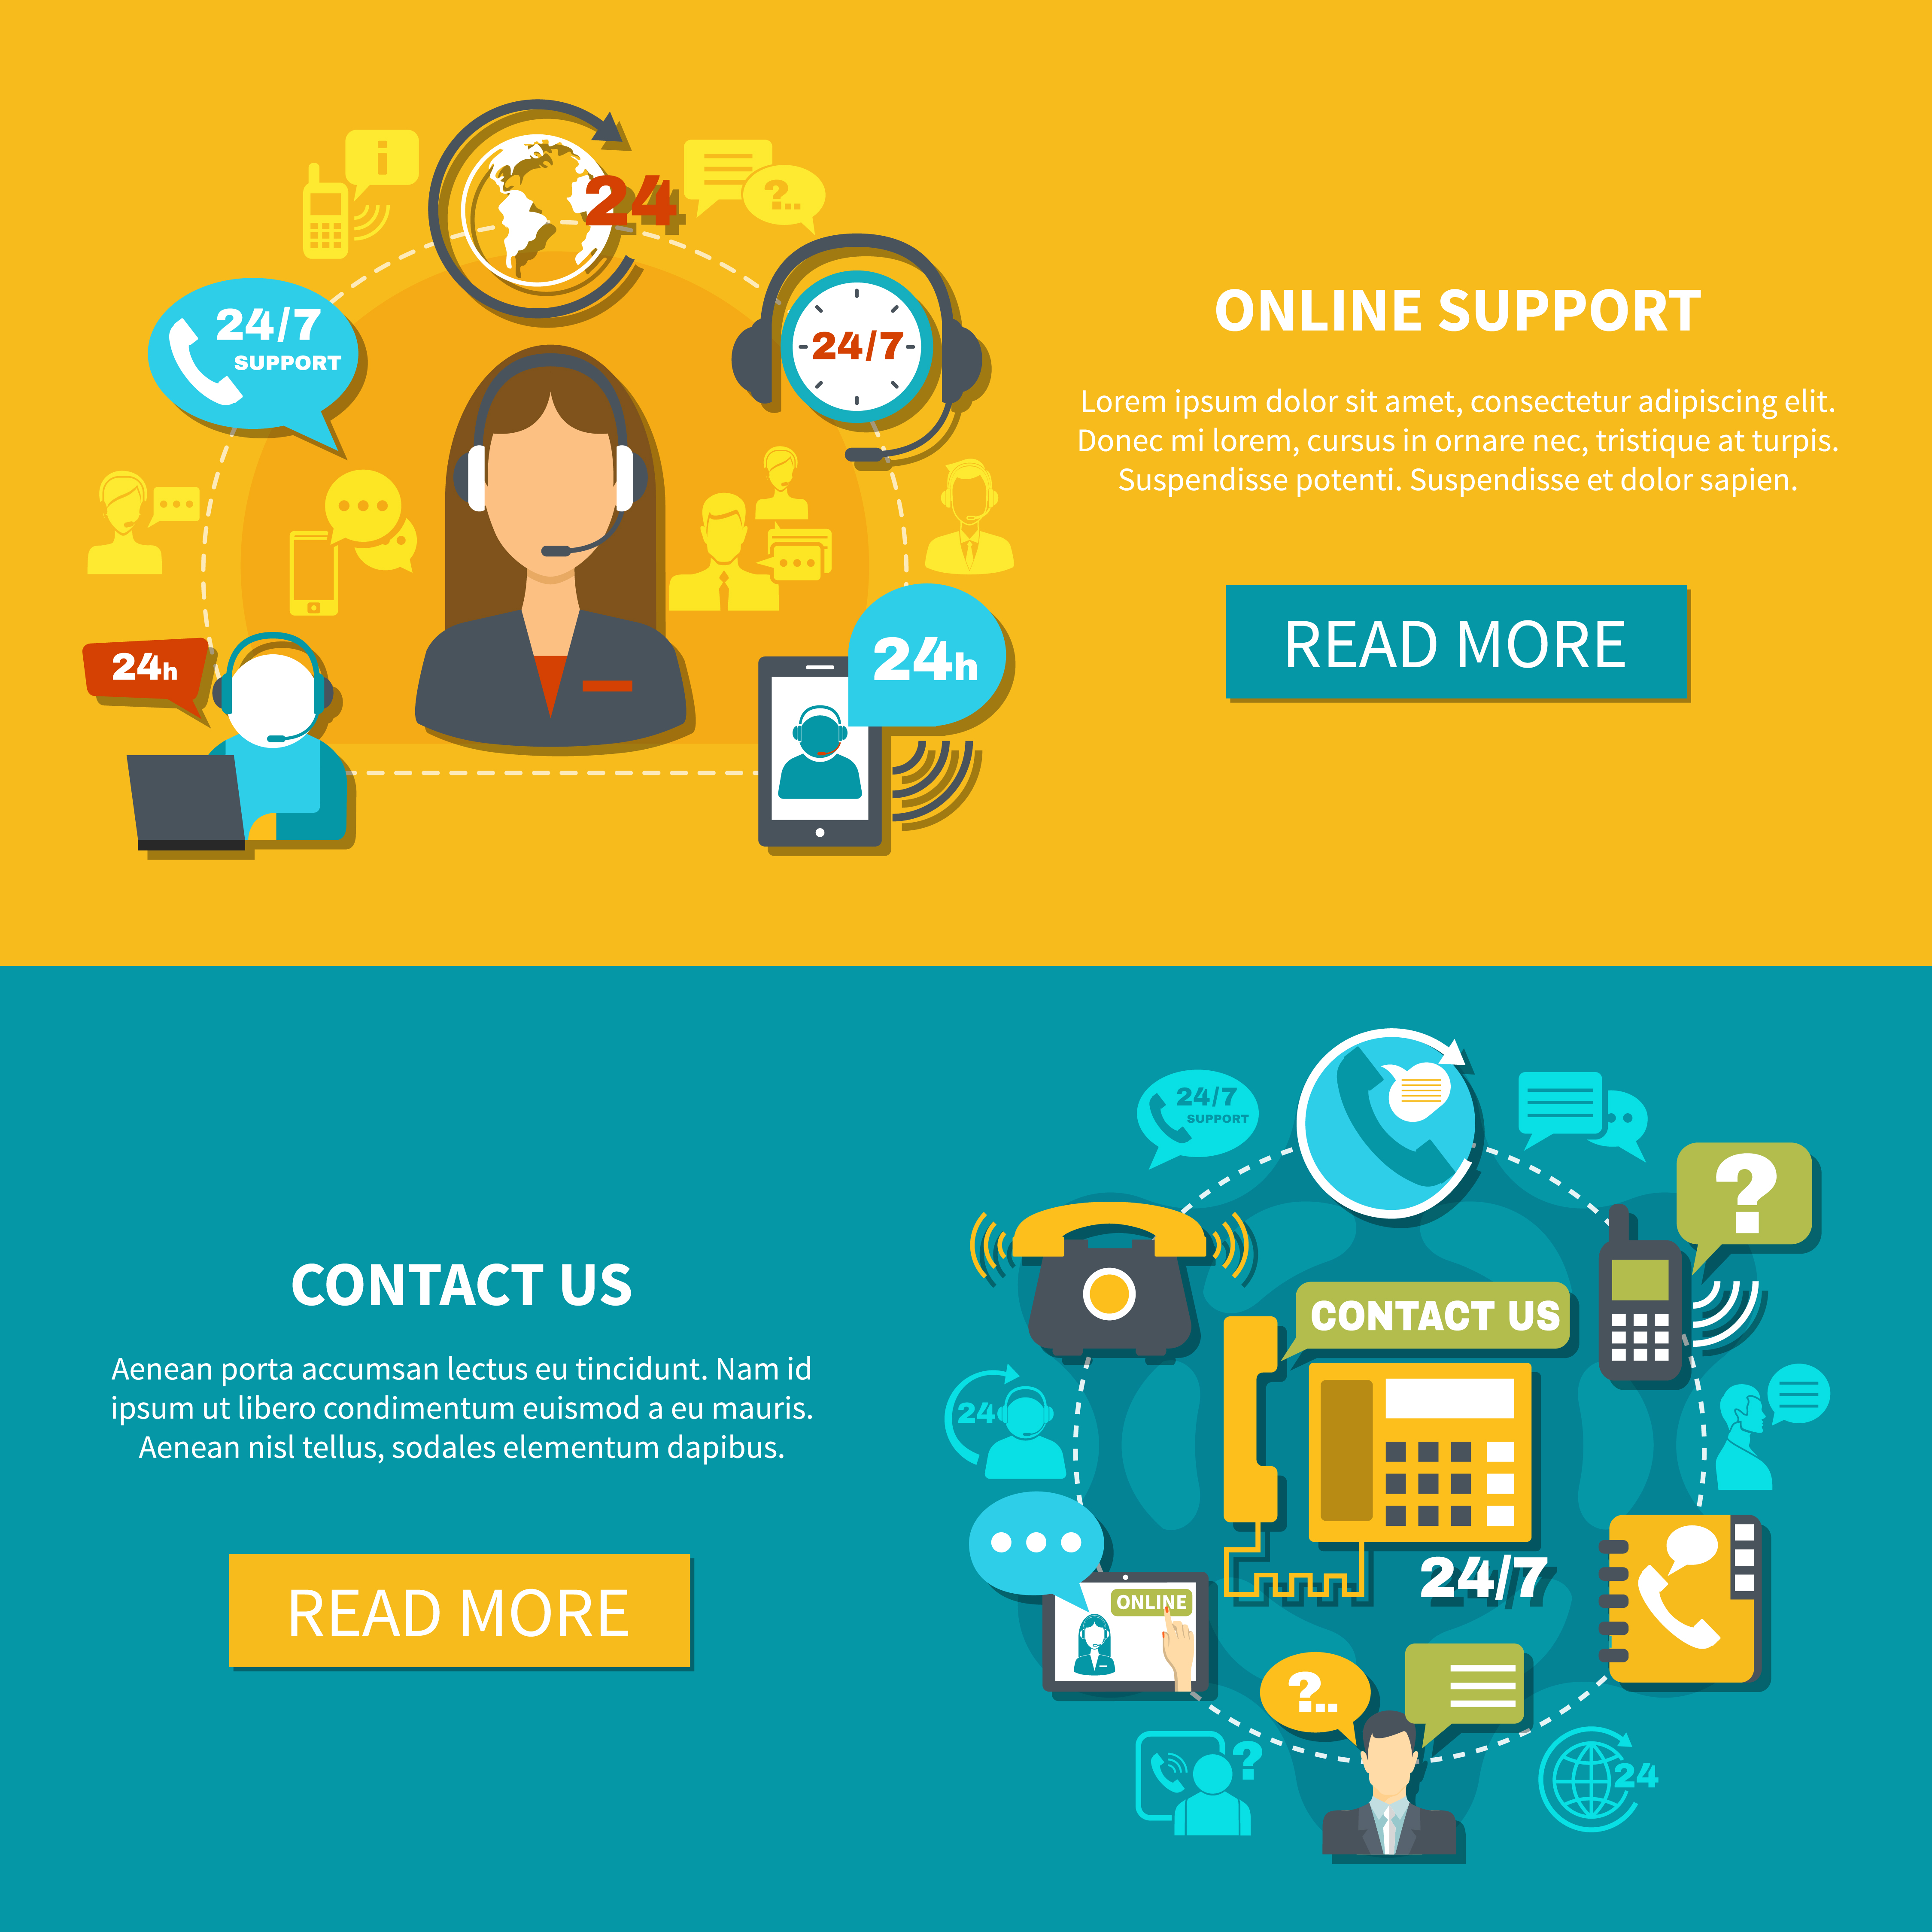 i
24
?..
24/7
SUPPORT
24/7
24h
24h
ONLINE SUPPORT
Lorem ipsum dolor sit amet, consectetur adipiscing elit.
Donec mi lorem, cursus in ornare nec, tristique at turpis.
Suspendisse potenti. Suspendisse et dolor sapien.
READ MORE
CONTACT US
Aenean porta accumsan lectus eu tincidunt. Nam id
ipsum ut libero condimentum euismod a eu mauris.
Aenean nisl tellus, sodales elementum dapibus.
READ MORE
24/7
SUPPORT
?
CONTACT US
24
24/7
ONLINE
?..
?
24